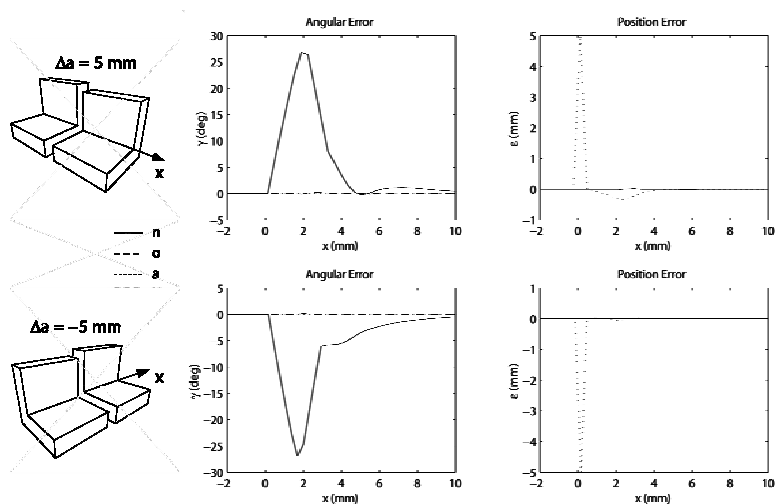 Δa = 5 mm
x
n
o
a
Δa = −5 mm
x
Angular Error
30
25
20
15
10
5
0
−5
γ (deg)
−2 0 2 4 6 8 10
x (mm)
Position Error
5
4
3
2
1
0
−1
ε (mm)
−2 0 2 4 6 8 10
x (mm)
Angular Error
5
0
5
−10
−15
−20
−25
−30
γ (deg)
−2 0 2 4 6 8 10
x (mm)
Position Error
1
0
−1
−2
−3
−4
−5
ε (mm)
−2 0 2 4 6 8 10
x (mm)